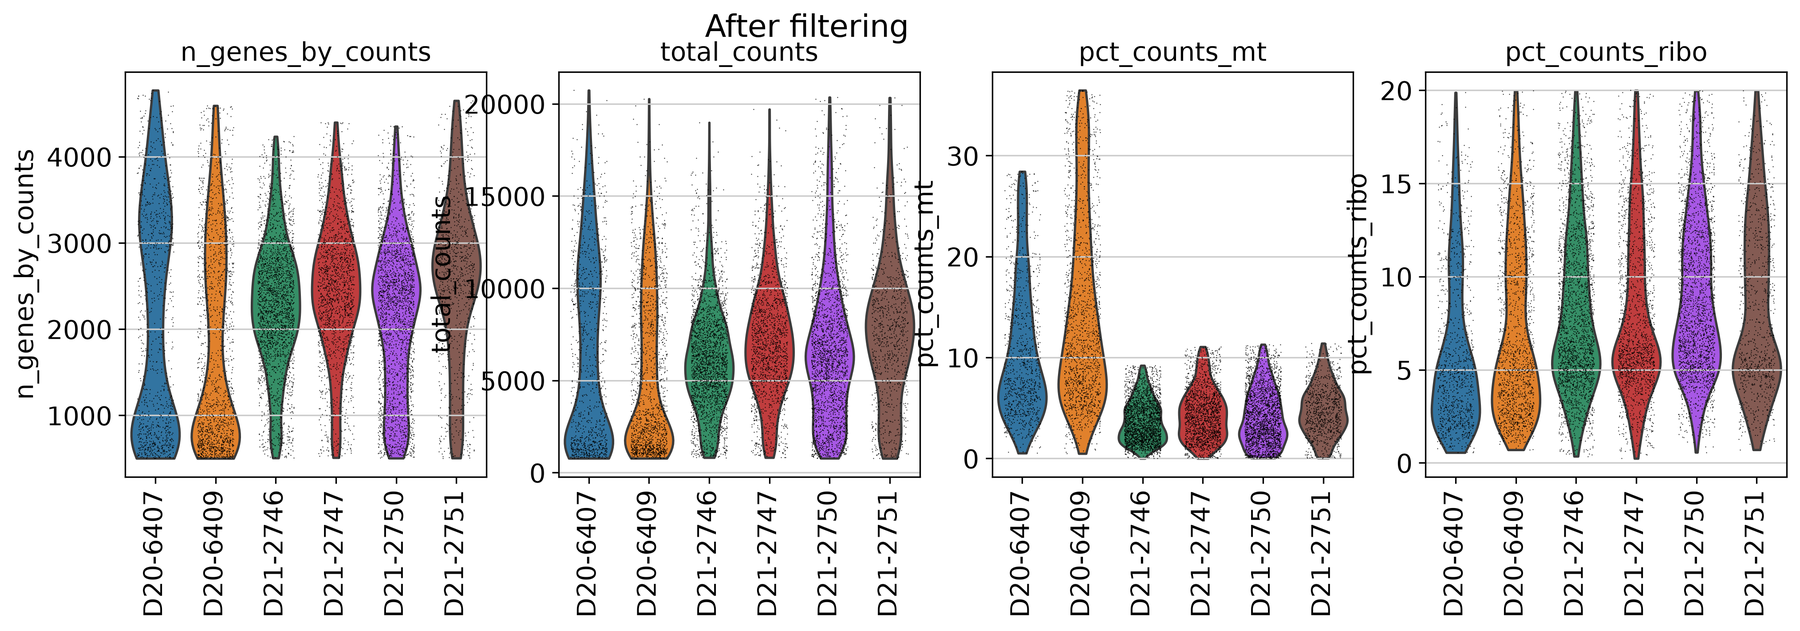 After filtering
n_genes_by_counts
total_counts
pct_counts_mt
pct_counts_ribo
n_genes_by_counts
4000
3000
2000
1000
D20-6407
D20-6409
D21-2746
D21-2747
D21-2750
D21-2751
total_counts
20000
15000
10000
5000
0
D20-6407
D20-6409
D21-2746
D21-2747
D21-2750
D21-2751
pct_counts_mt
30
20
10
0
D20-6407
D20-6409
D21-2746
D21-2747
D21-2750
D21-2751
pct_counts_ribo
20
15
10
5
0
D20-6407
D20-6409
D21-2746
D21-2747
D21-2750
D21-2751